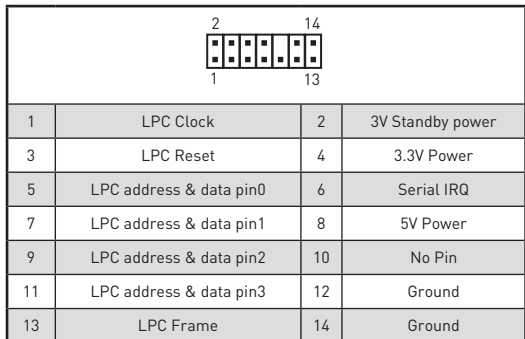 2 14
1 13
1 LPC Clock 2 3V Standby power
3 LPC Reset 4 3.3V Power
5 LPC address & data pin0 6 Serial IRQ
7 LPC address & data pin1 8 5V Power
9 LPC address & data pin2 10 No Pin
11 LPC address & data pin3 12 Ground
13 LPC Frame 14 Ground